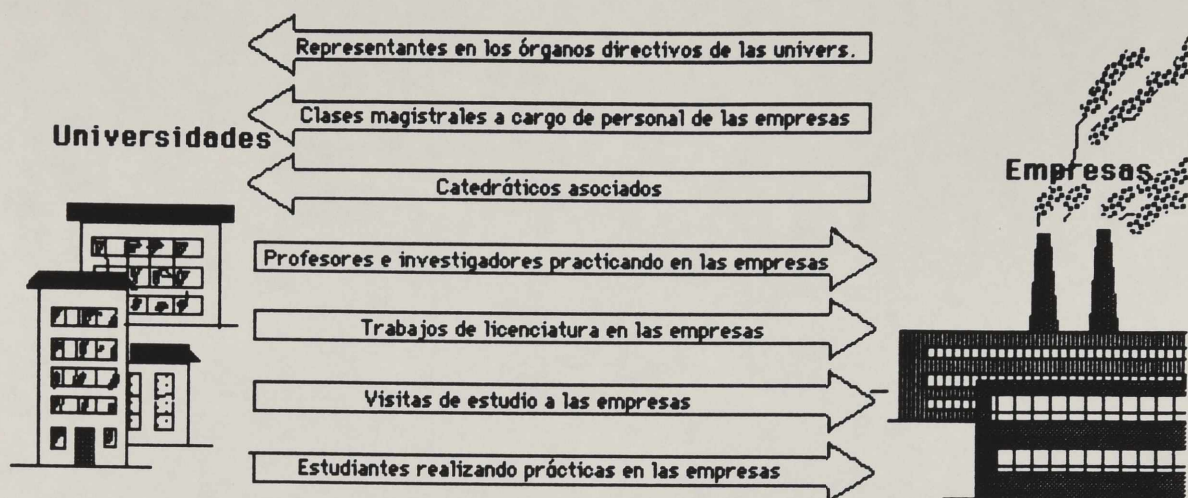 Representantes en los órganos directivos de las univers.
Clases magistrales a cargo de personal de las empresas
Universidades
Empresas
Catedráticos asociados
Profesores e investigadores practicando en las empresas
Trabajos de licenciatura en las empresas
Visitas de estudio a las empresas
Estudiantes realizando prácticas en las empresas